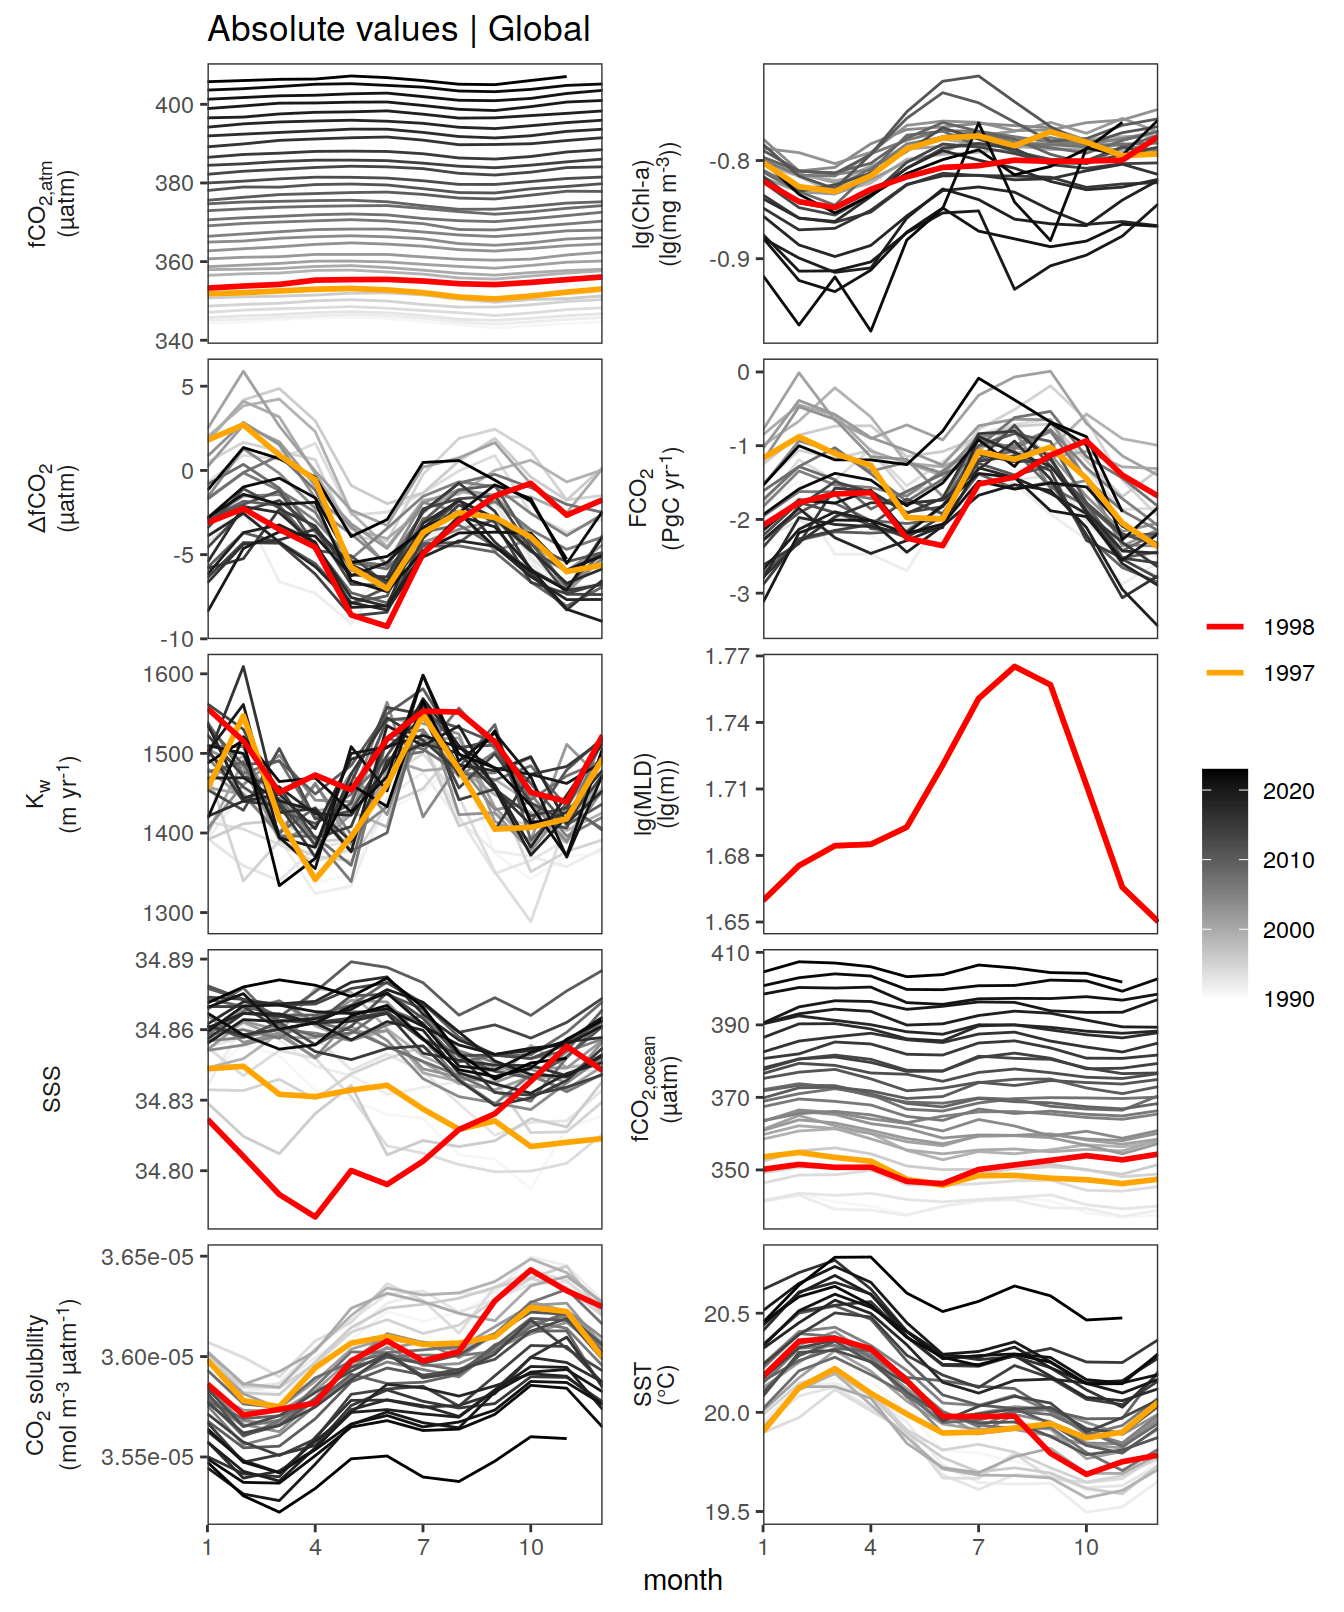 Absolute values | Global
fCO2,atm
(µatm)
400
380
360
340
lg(Chl-a)
(lg(mg m-3))
-0.8
-0.9
ΔfCO2
(µatm)
5
0
-5
-10
FCO2
(PgC yr-1)
0
-1
-2
-3
Kw
(m yr-1)
1600
1500
1400
1300
lg(MLD)
(lg(m))
1.77
1.74
1.71
1.68
1.65
SSS
34.89
34.86
34.83
34.80
fCO2,ocean
(µatm)
410
390
370
350
CO2 solubility
(mol m-3 µatm-1)
3.65e-05
3.60e-05
3.55e-05
SST
(°C)
20.5
20.0
19.5
1 4 7 10
1 4 7 10
month
1998
1997
2020
2010
2000
1990